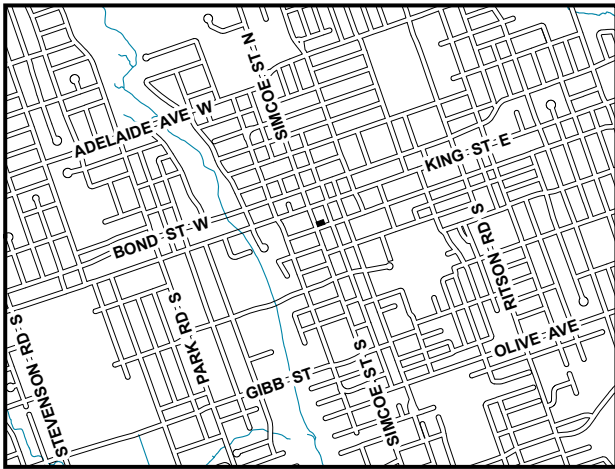 SIMCOE ST N
ADELAIDE AVE W
KING ST E
BOND ST W
RITSON RD S
PARK RD S
STEVENSON RD S
OLIVE AVE
SIMCOE ST S
GIBB ST